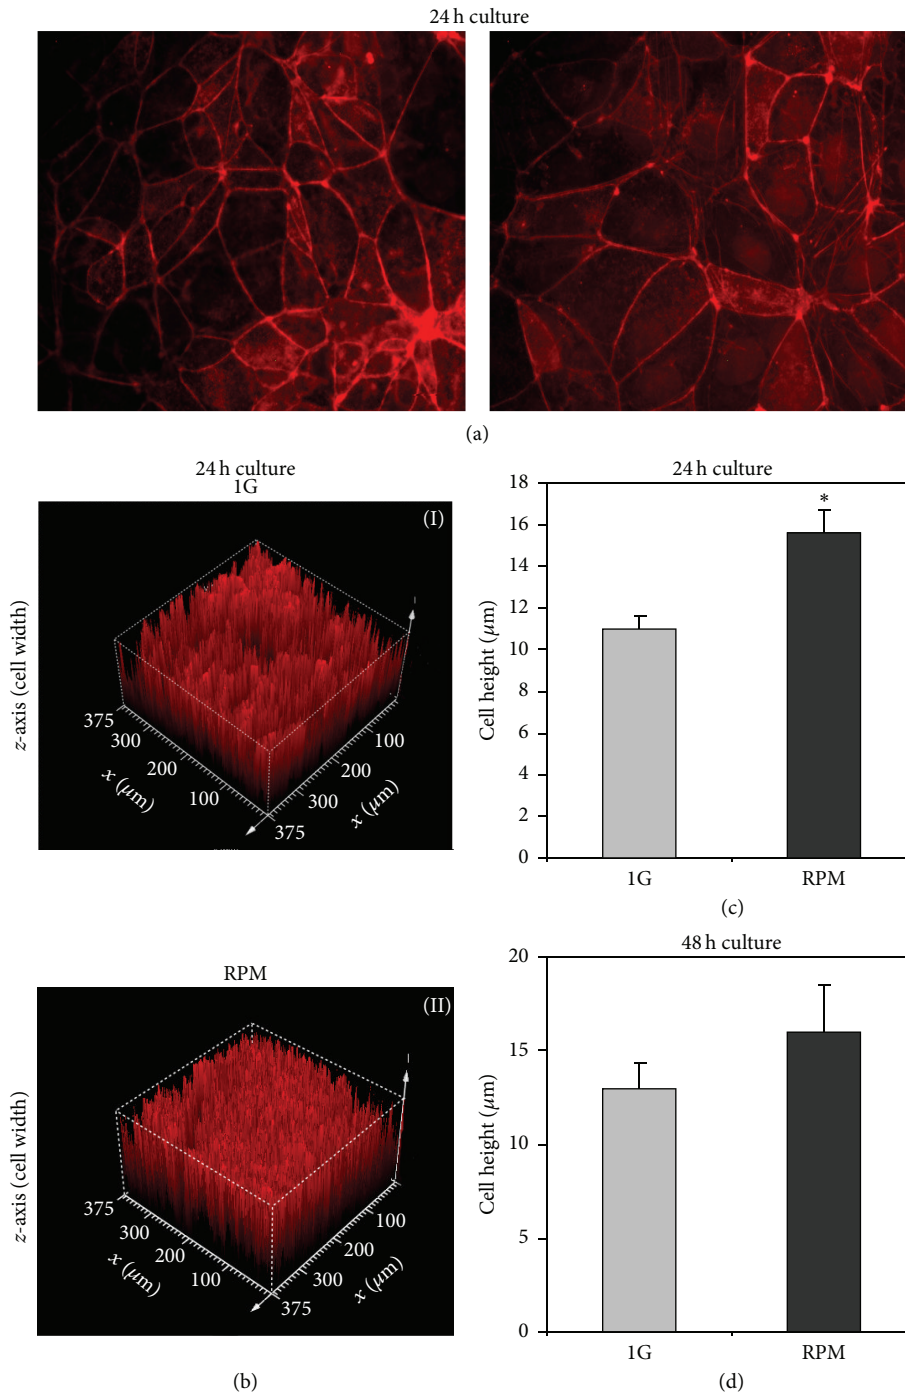 24 h culture
(a)
24 h culture
1G
(I)
z-axis (cell width)
375
300
200
100
x (μm)
100
200
300
375
x (μm)
RPM
(II)
z-axis (cell width)
375
300
200
100
x (μm)
100
200
300
375
x (μm)
(b)
24 h culture
18
16
14
12
10
8
6
4
2
0
Cell height (μm)
*
1G
RPM
(c)
48 h culture
20
15
10
5
0
Cell height (μm)
1G
RPM
(d)